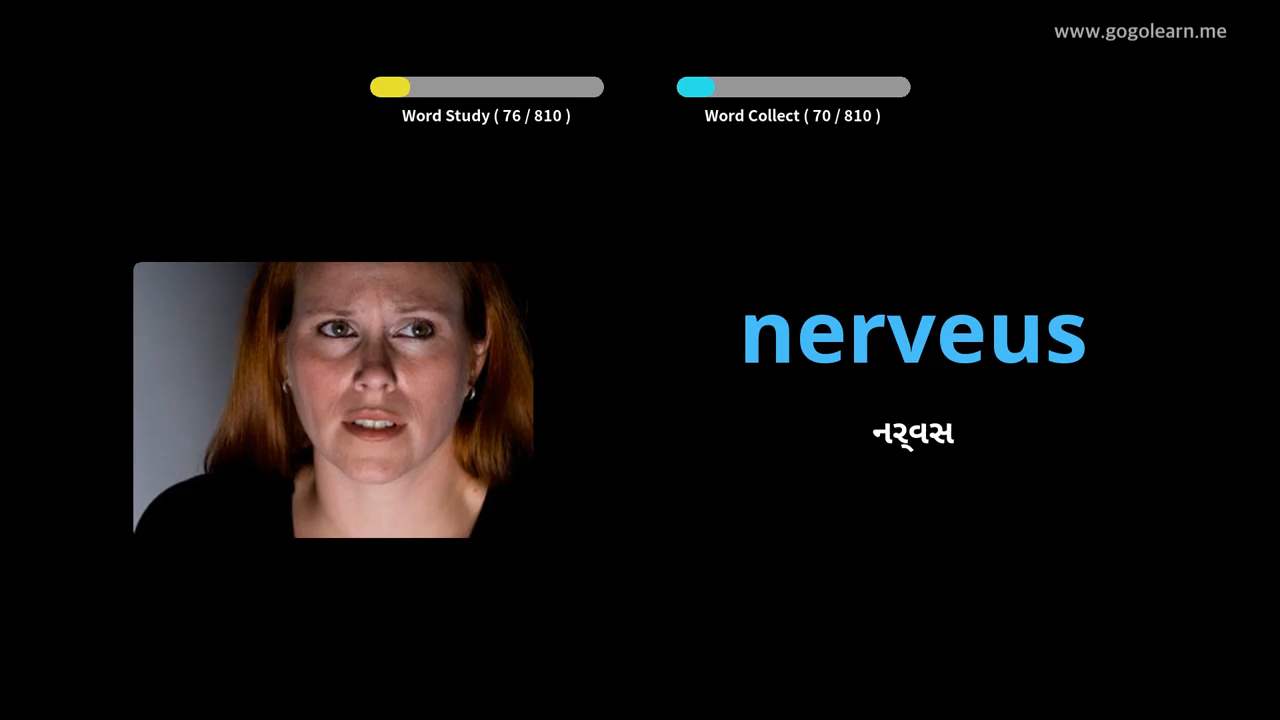 www.gogolearn.me
Word Study ( 76 / 810 )
Word Collect ( 70 / 810 )
nerveus
નર્વસ